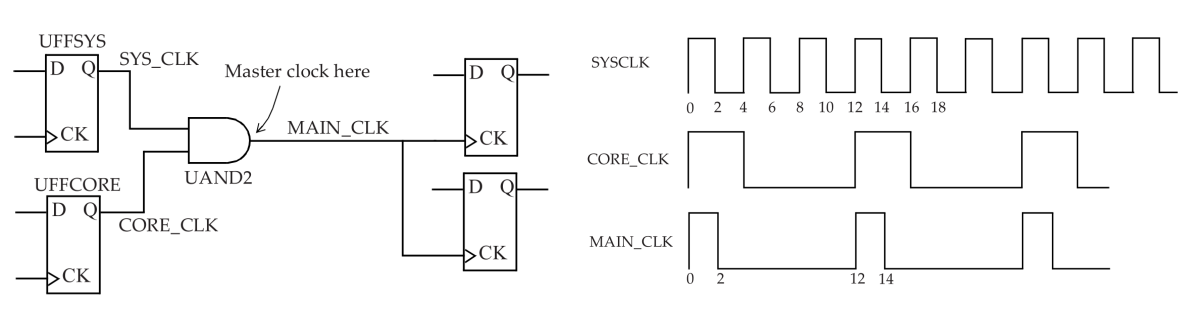 UFFSYS
D Q
CK
SYS_CLK
Master clock here
MAIN_CLK
UAND2
UFFCORE
D Q
CK
CORE_CLK
D Q
CK
D Q
CK
SYSCLK
0 2 4 6 8 10 12 14 16 18
CORE_CLK
MAIN_CLK
0 2 12 14